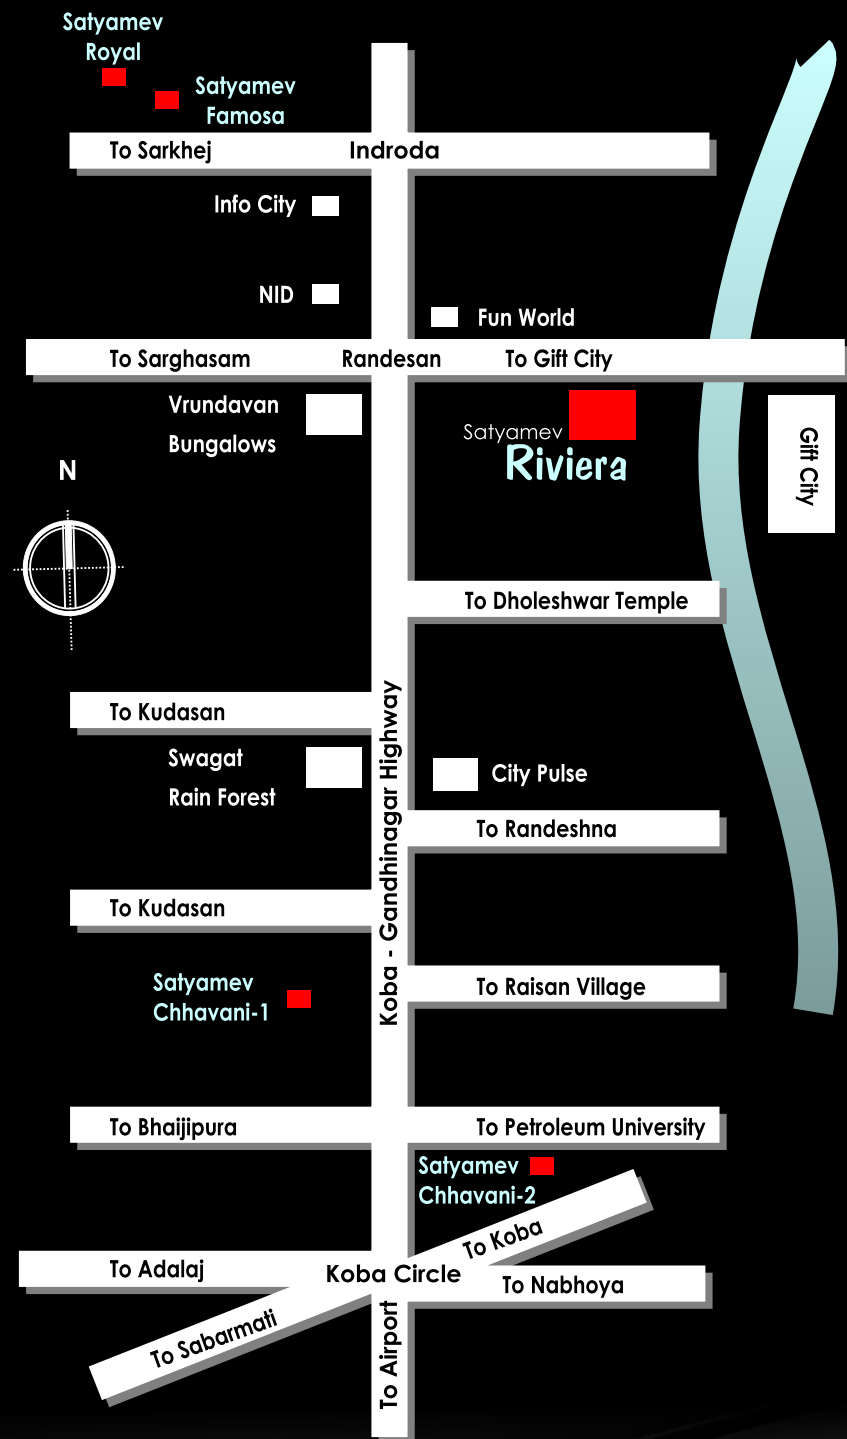 Satyamev
Royal
Satyamev
Famosa
To Sarkhej
Indroda
Info City
NID
Fun World
To Sarghasam
Randesan
To Gift City
Vrundavan
Bungalows
Satyamev
Riviera
Gift City
N
To Dholeshwar Temple
To Kudasan
Koba - Gandhinagar Highway
Swagat
Rain Forest
City Pulse
To Randeshna
To Kudasan
Satyamev
Chhavani-1
To Raisan Village
To Bhaijipura
To Petroleum University
Satyamev
Chhavani-2
To Koba
To Adalaj
Koba Circle
To Nabhoya
To Sabarmati
To Airport